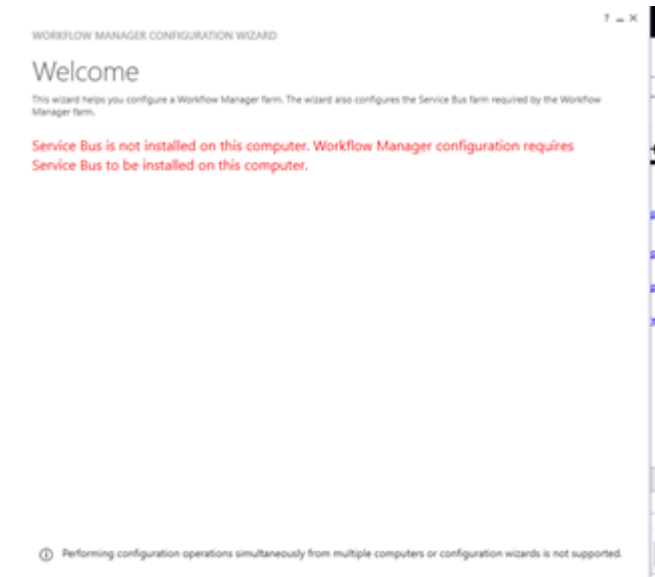 WORKFLOW MANAGER CONFIGURATION WIZARD
Welcome
This wizard helps you configure a Workflow Manager farm. The wizard also configures the Service Bus farm required by the Workflow
Manager farm.
Service Bus is not installed on this computer. Workflow Manager configuration requires
Service Bus to be installed on this computer.
Performing configuration operations simultaneously from multiple computers or configuration wizards is not supported.